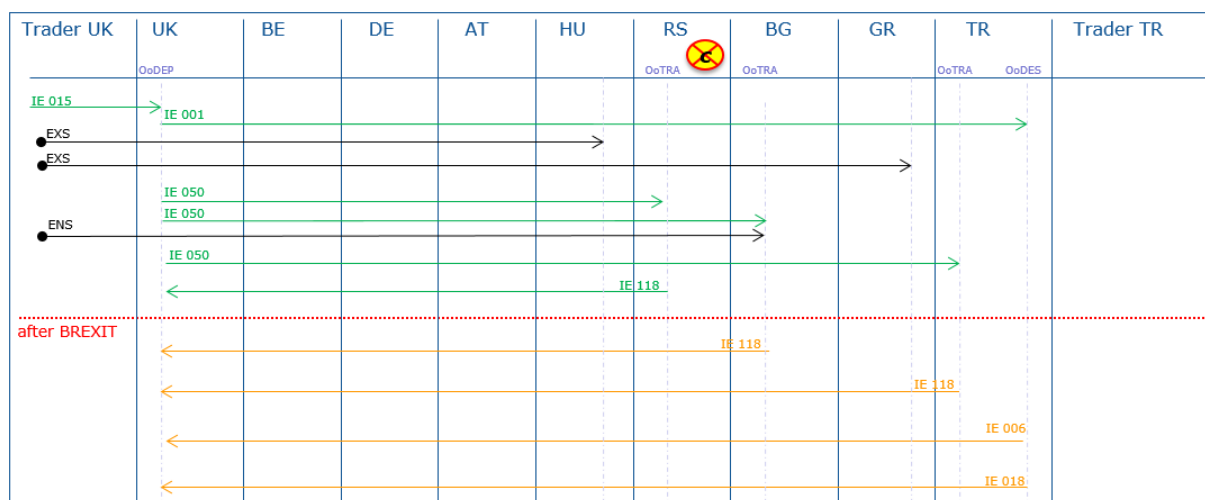 Trader UK UK BE DE AT HU RS BG GR TR Trader TR
c
OoDEP OoTRA OoTRA OoTRA OoDES
IE 015
IE 001
EXS
EXS
IE 050
IE 050
ENS
IE 050
IE 118
after BREXIT
IE 118
IE 118
IE 006
IE 018